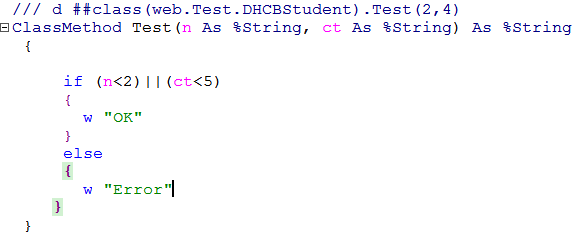 /// d ##class(web.Test.DHCBStudent).Test(2,4)
ClassMethod Test(n As %String, ct As %String) As %String
{
if (n<2)||(ct<5)
{
w "OK"
}
else
{
w "Error"
}
}